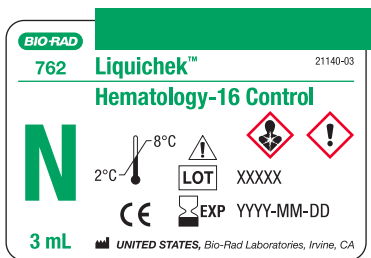 BIO-RAD
762
Liquichek™
21140-03
Hematology-16 Control
N
8°C
2°C
LOT XXXXX
CE
EXP YYYY-MM-DD
3 mL
UNITED STATES, Bio-Rad Laboratories, Irvine, CA